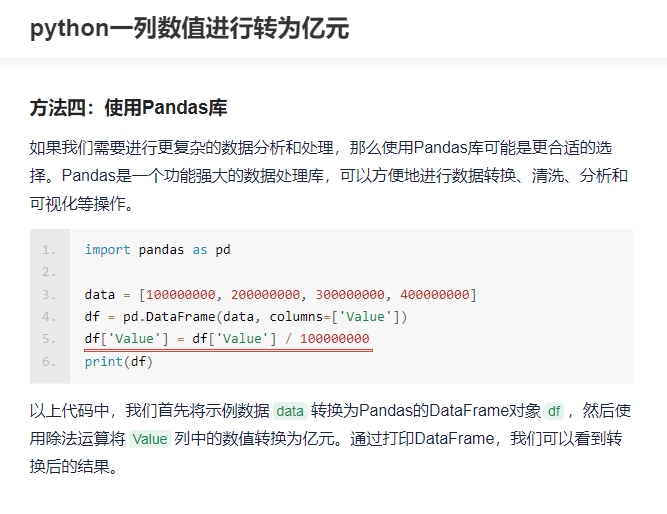 python一列数值进行转为亿元
方法四：使用Pandas库
如果我们需要进行更复杂的数据分析和处理，那么使用Pandas库可能是更合适的选
择。Pandas是一个功能强大的数据处理库，可以方便地进行数据转换、清洗、分析和
可视化等操作。
1. import pandas as pd
2.
3. data = [100000000, 200000000, 300000000, 400000000]
4. df = pd.DataFrame(data, columns=['Value'])
5. df['Value'] = df['Value'] / 100000000
6. print(df)
以上代码中，我们首先将示例数据 data 转换为Pandas的DataFrame对象 df ，然后使
用除法运算将 Value 列中的数值转换为亿元。通过打印DataFrame，我们可以看到转
换后的结果。